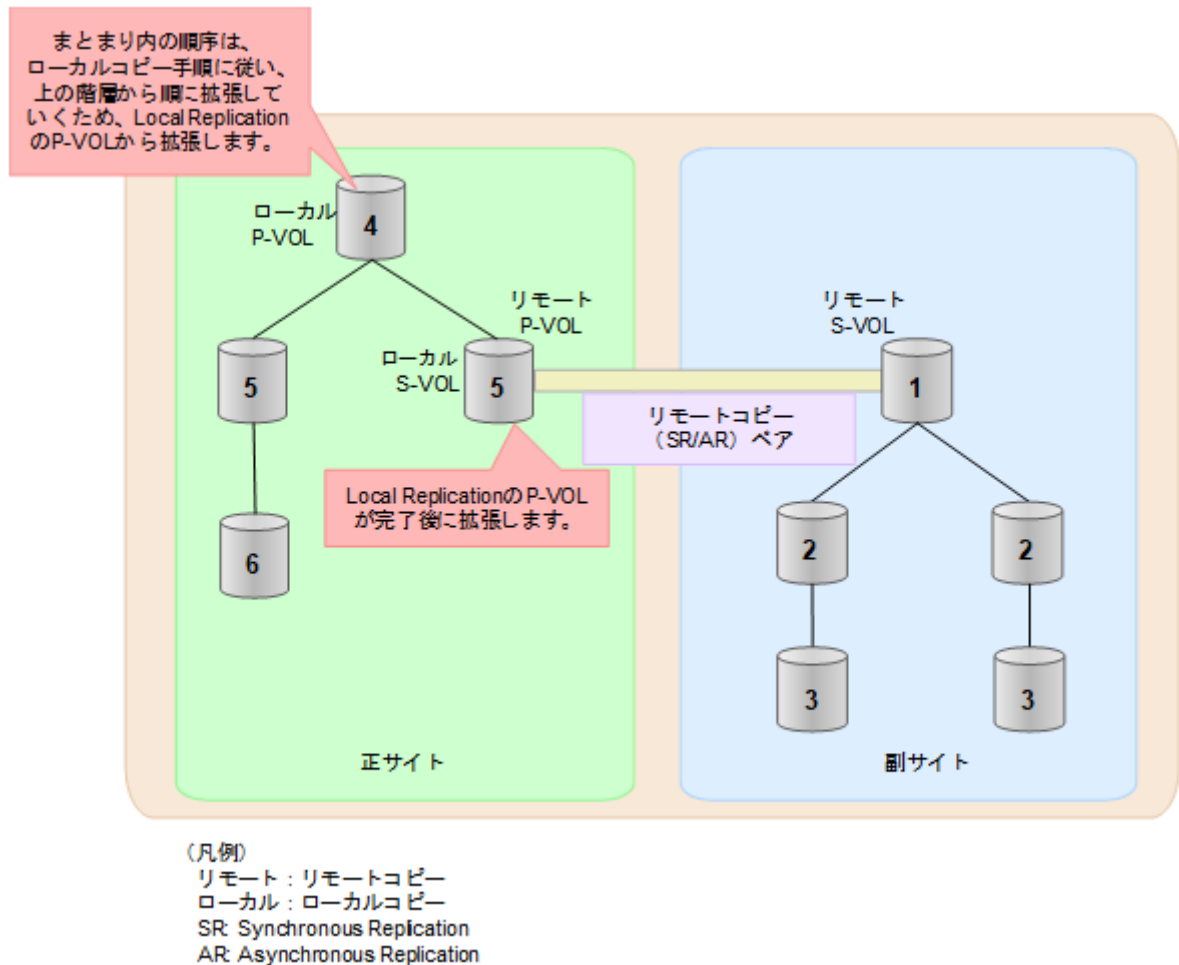 まとまり内の順序は、
ローカルコピー手順に従い、
上の階層から順に拡張して
いくため、Local Replication
のP-VOLから拡張します。
ローカル
P-VOL
4
リモート
P-VOL
リモート
S-VOL
5
ローカル
S-VOL
5
1
リモートコピー
（SR/AR）ペア
Local ReplicationのP-VOL
が完了後に拡張します。
6
2
2
3
3
正サイト
副サイト
（凡例）
リモート：リモートコピー
ローカル：ローカルコピー
SR: Synchronous Replication
AR: Asynchronous Replication